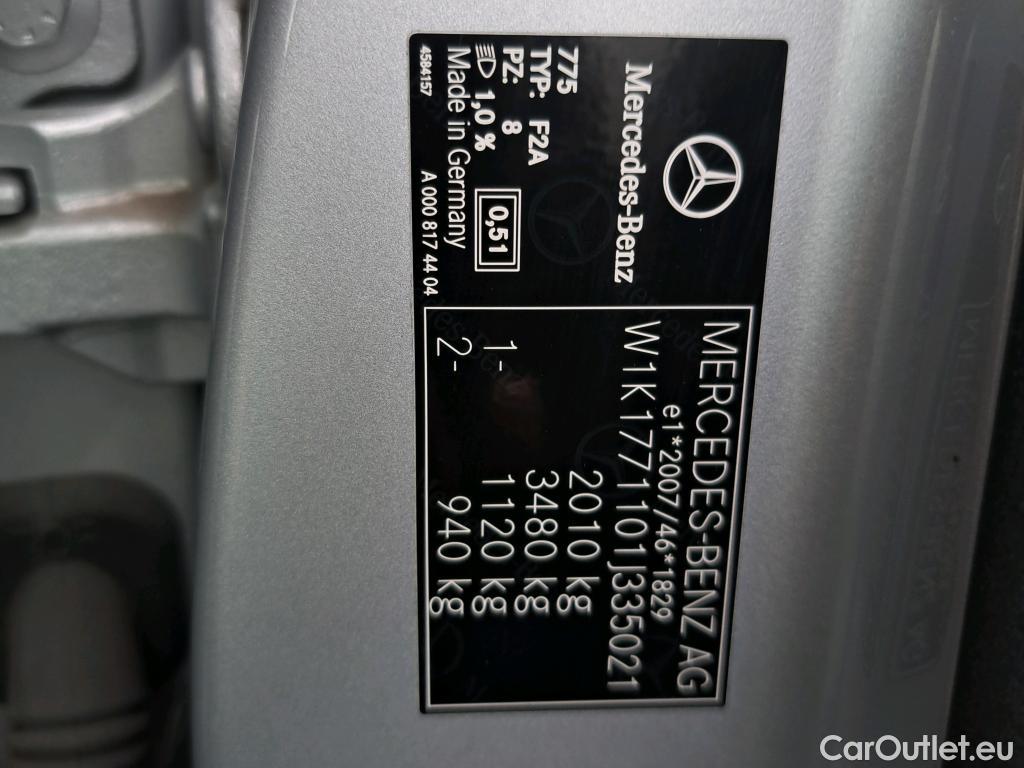 Mercedes-Benz
775
TYP: F2A
PZ: 8
1,0 %
0,51
Made in Germany
4584157
A 000 817 44 04
MERCEDES-BENZ AG
e1*2007/46*1829
W1K1771101J335021
2010 kg
3480 kg
1- 1120 kg
2- 940 kg
CarOutlet.eu